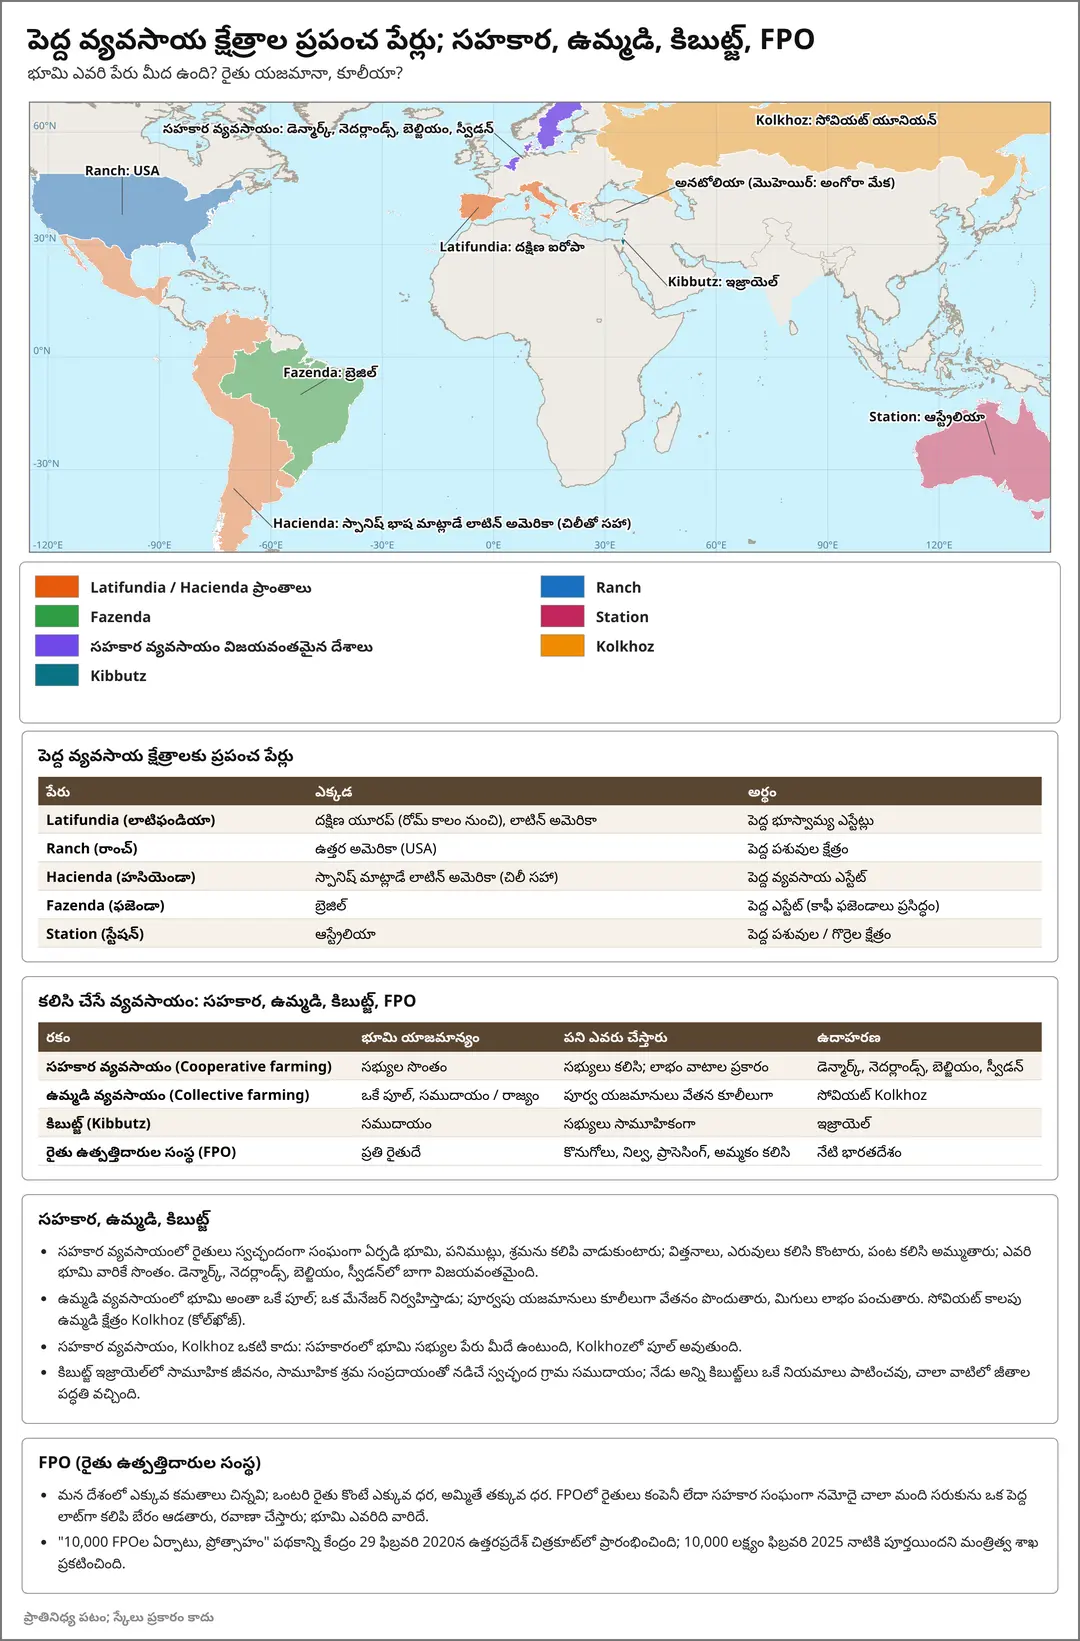 పెద్ద వ్యవసాయ క్షేత్రాల ప్రపంచ పేర్లు; సహకార, ఉమ్మడి, కిబుట్జ్, FPO
భూమి ఎవరి పేరు మీద ఉంది? రైతు యజమానా, కూలీయా?
60°N
సహకార వ్యవసాయం: డెన్మార్క్, నెదర్లాండ్స్, బెల్జియం, స్వీడన్
Kolkhoz: సోవియట్ యూనియన్
Ranch: USA
అనటోలియా (మొహెయిర్: అంగోరా మేక)
30°N
Latifundia: దక్షిణ ఐరోపా
Kibbutz: ఇజ్రాయెల్
0°N
Fazenda: బ్రెజిల్
Station: ఆస్ట్రేలియా
-30°N
Hacienda: స్పానిష్ భాష మాట్లాడే లాటిన్ అమెరికా (చిలీతో సహా)
-120°E -90°E -60°E -30°E 0°E 30°E 60°E 90°E 120°E
Latifundia / Hacienda ప్రాంతాలు Ranch
Fazenda Station
సహకార వ్యవసాయం విజయవంతమైన దేశాలు Kolkhoz
Kibbutz
పెద్ద వ్యవసాయ క్షేత్రాలకు ప్రపంచ పేర్లు
పేరు ఎక్కడ అర్థం
Latifundia (లాటిఫండియా) దక్షిణ యూరప్ (రోమ్ కాలం నుంచి), లాటిన్ అమెరికా పెద్ద భూస్వామ్య ఎస్టేట్లు
Ranch (రాంచ్) ఉత్తర అమెరికా (USA) పెద్ద పశువుల క్షేత్రం
Hacienda (హసియెండా) స్పానిష్ మాట్లాడే లాటిన్ అమెరికా (చిలీ సహా) పెద్ద వ్యవసాయ ఎస్టేట్
Fazenda (ఫజెండా) బ్రెజిల్ పెద్ద ఎస్టేట్ (కాఫీ ఫజెండాలు ప్రసిద్ధం)
Station (స్టేషన్) ఆస్ట్రేలియా పెద్ద పశువుల / గొర్రెల క్షేత్రం
కలిసి చేసే వ్యవసాయం: సహకార, ఉమ్మడి, కిబుట్జ్, FPO
రకం భూమి యాజమాన్యం పని ఎవరు చేస్తారు ఉదాహరణ
సహకార వ్యవసాయం (Cooperative farming) సభ్యుల సొంతం సభ్యులు కలిసి; లాభం వాటాల ప్రకారం డెన్మార్క్, నెదర్లాండ్స్, బెల్జియం, స్వీడన్
ఉమ్మడి వ్యవసాయం (Collective farming) ఒకే పూల్, సముదాయం / రాజ్యం పూర్వ యజమానులు వేతన కూలీలుగా సోవియట్ Kolkhoz
కిబుట్జ్ (Kibbutz) సముదాయం సభ్యులు సామూహికంగా ఇజ్రాయెల్
రైతు ఉత్పత్తిదారుల సంస్థ (FPO) ప్రతి రైతుదే కొనుగోలు, నిల్వ, ప్రాసెసింగ్, అమ్మకం కలిసి నేటి భారతదేశం
సహకార, ఉమ్మడి, కిబుట్జ్
• సహకార వ్యవసాయంలో రైతులు స్వచ్ఛందంగా సంఘంగా ఏర్పడి భూమి, పనిముట్లు, శ్రమను కలిపి వాడుకుంటారు; విత్తనాలు, ఎరువులు కలిసి కొంటారు, పంట కలిసి అమ్ముతారు; ఎవరి
భూమి వారికే సొంతం. డెన్మార్క్, నెదర్లాండ్స్, బెల్జియం, స్వీడన్‌లో బాగా విజయవంతమైంది.
• ఉమ్మడి వ్యవసాయంలో భూమి అంతా ఒకే పూల్; ఒక మేనేజర్ నిర్వహిస్తాడు; పూర్వపు యజమానులు కూలీలుగా వేతనం పొందుతారు, మిగులు లాభం పంచుతారు. సోవియట్ కాలపు
ఉమ్మడి క్షేత్రం Kolkhoz (కోల్‌ఖోజ్).
• సహకార వ్యవసాయం, Kolkhoz ఒకటి కాదు: సహకారంలో భూమి సభ్యుల పేరు మీదే ఉంటుంది, Kolkhozలో పూల్ అవుతుంది.
• కిబుట్జ్ ఇజ్రాయెల్‌లో సామూహిక జీవనం, సామూహిక శ్రమ సంప్రదాయంతో నడిచే స్వచ్ఛంద గ్రామ సముదాయం; నేడు అన్ని కిబుట్జ్‌లు ఒకే నియమాలు పాటించవు, చాలా వాటిలో జీతాల
పద్ధతి వచ్చింది.
FPO (రైతు ఉత్పత్తిదారుల సంస్థ)
• మన దేశంలో ఎక్కువ కమతాలు చిన్నవి; ఒంటరి రైతు కొంటే ఎక్కువ ధర, అమ్మితే తక్కువ ధర. FPOలో రైతులు కంపెనీ లేదా సహకార సంఘంగా నమోదై చాలా మంది సరుకును ఒక పెద్ద
లాట్‌గా కలిపి బేరం ఆడతారు, రవాణా చేస్తారు; భూమి ఎవరిది వారిదే.
• "10,000 FPOల ఏర్పాటు, ప్రోత్సాహం" పథకాన్ని కేంద్రం 29 ఫిబ్రవరి 2020న ఉత్తరప్రదేశ్ చిత్రకూట్‌లో ప్రారంభించింది; 10,000 లక్ష్యం ఫిబ్రవరి 2025 నాటికి పూర్తయిందని మంత్రిత్వ శాఖ
ప్రకటించింది.
ప్రాతినిధ్య పటం; స్కేలు ప్రకారం కాదు